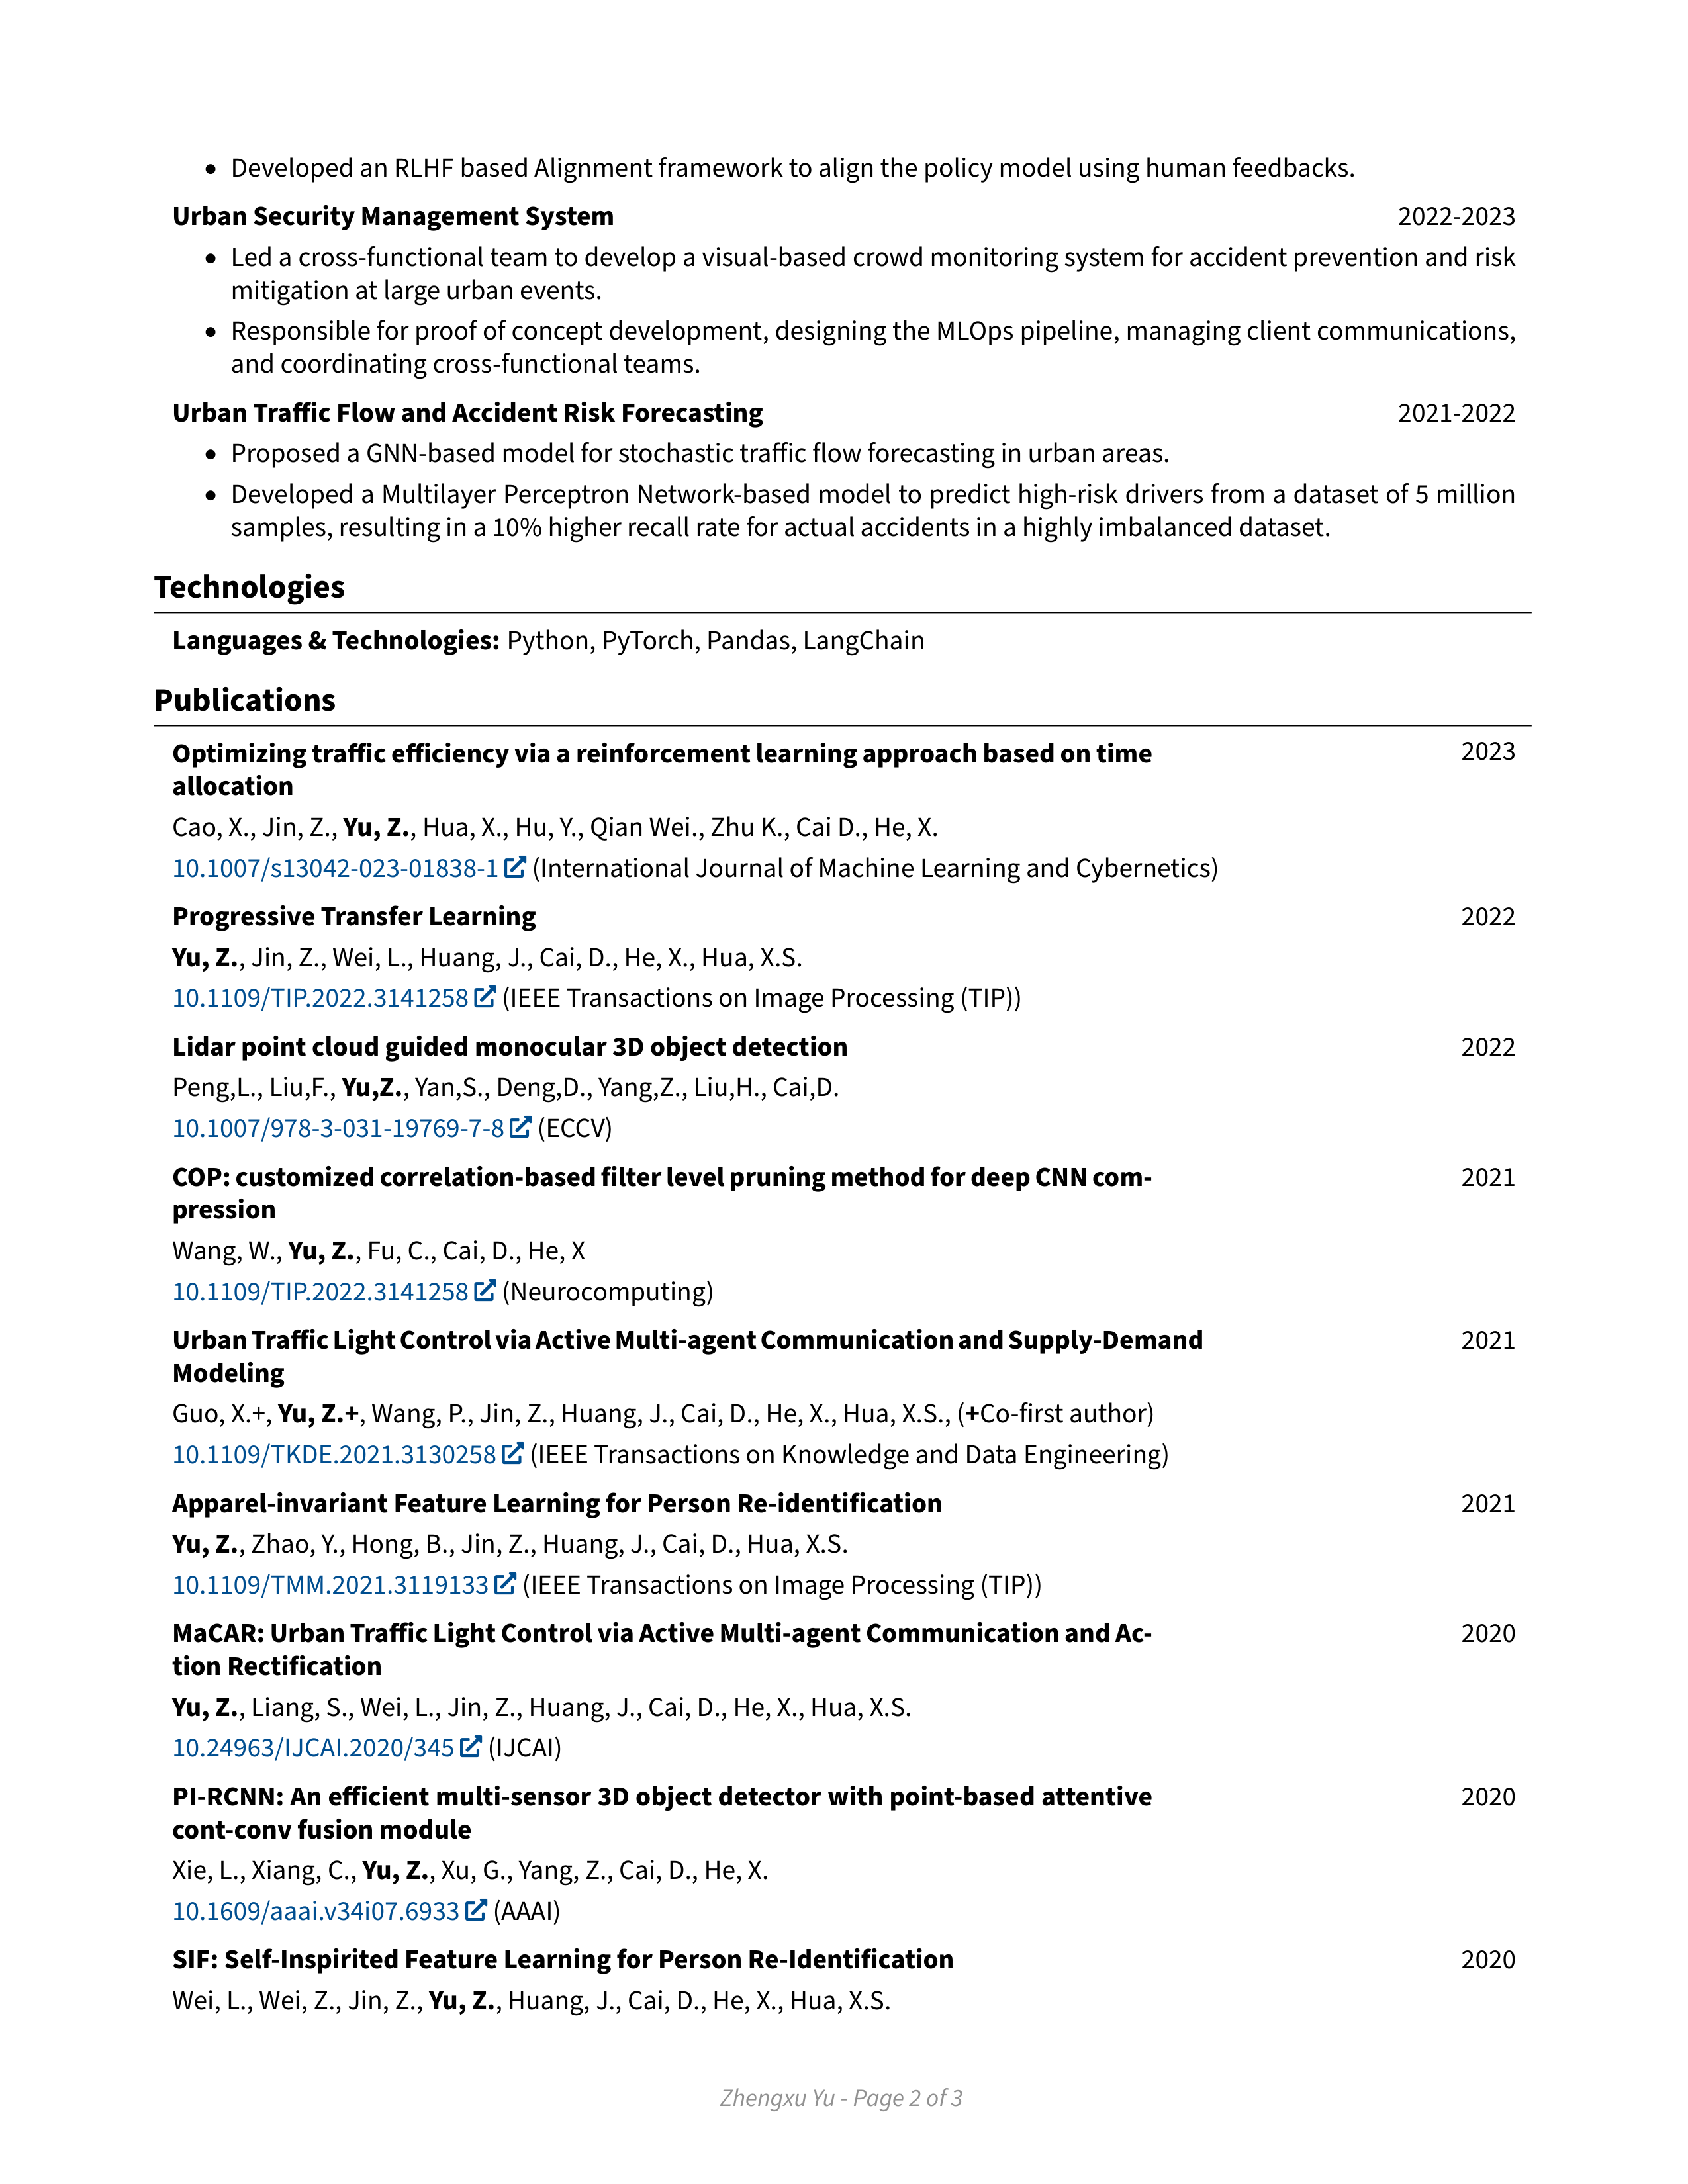 • Developed an RLHF based Alignment framework to align the policy model using human feedbacks.
Urban Security Management System 2022-2023
• Led a cross-functional team to develop a visual-based crowd monitoring system for accident prevention and risk
mitigation at large urban events.
• Responsible for proof of concept development, designing the MLOps pipeline, managing client communications,
and coordinating cross-functional teams.
Urban Traffic Flow and Accident Risk Forecasting 2021-2022
• Proposed a GNN-based model for stochastic traffic flow forecasting in urban areas.
• Developed a Multilayer Perceptron Network-based model to predict high-risk drivers from a dataset of 5 million
samples, resulting in a 10% higher recall rate for actual accidents in a highly imbalanced dataset.
Technologies
Languages & Technologies: Python, PyTorch, Pandas, LangChain
Publications
Optimizing traffic efficiency via a reinforcement learning approach based on time 2023
allocation
Cao, X., Jin, Z., Yu, Z., Hua, X., Hu, Y., Qian Wei., Zhu K., Cai D., He, X.
10.1007/s13042-023-01838-1 (International Journal of Machine Learning and Cybernetics)
Progressive Transfer Learning 2022
Yu, Z., Jin, Z., Wei, L., Huang, J., Cai, D., He, X., Hua, X.S.
10.1109/TIP.2022.3141258 (IEEE Transactions on Image Processing (TIP))
Lidar point cloud guided monocular 3D object detection 2022
Peng,L., Liu,F., Yu,Z., Yan,S., Deng,D., Yang,Z., Liu,H., Cai,D.
10.1007/978-3-031-19769-7-8 (ECCV)
COP: customized correlation-based filter level pruning method for deep CNN com- 2021
pression
Wang, W., Yu, Z., Fu, C., Cai, D., He, X
10.1109/TIP.2022.3141258 (Neurocomputing)
Urban Traffic Light Control via Active Multi-agent Communication and Supply-Demand 2021
Modeling
Guo, X.+, Yu, Z.+, Wang, P., Jin, Z., Huang, J., Cai, D., He, X., Hua, X.S., (+Co-first author)
10.1109/TKDE.2021.3130258 (IEEE Transactions on Knowledge and Data Engineering)
Apparel-invariant Feature Learning for Person Re-identification 2021
Yu, Z., Zhao, Y., Hong, B., Jin, Z., Huang, J., Cai, D., Hua, X.S.
10.1109/TMM.2021.3119133 (IEEE Transactions on Image Processing (TIP))
MaCAR: Urban Traffic Light Control via Active Multi-agent Communication and Ac- 2020
tion Rectification
Yu, Z., Liang, S., Wei, L., Jin, Z., Huang, J., Cai, D., He, X., Hua, X.S.
10.24963/IJCAI.2020/345 (IJCAI)
PI-RCNN: An efficient multi-sensor 3D object detector with point-based attentive 2020
cont-conv fusion module
Xie, L., Xiang, C., Yu, Z., Xu, G., Yang, Z., Cai, D., He, X.
10.1609/aaai.v34i07.6933 (AAAI)
SIF: Self-Inspirited Feature Learning for Person Re-Identification 2020
Wei, L., Wei, Z., Jin, Z., Yu, Z., Huang, J., Cai, D., He, X., Hua, X.S.
Zhengxu Yu - Page 2 of 3